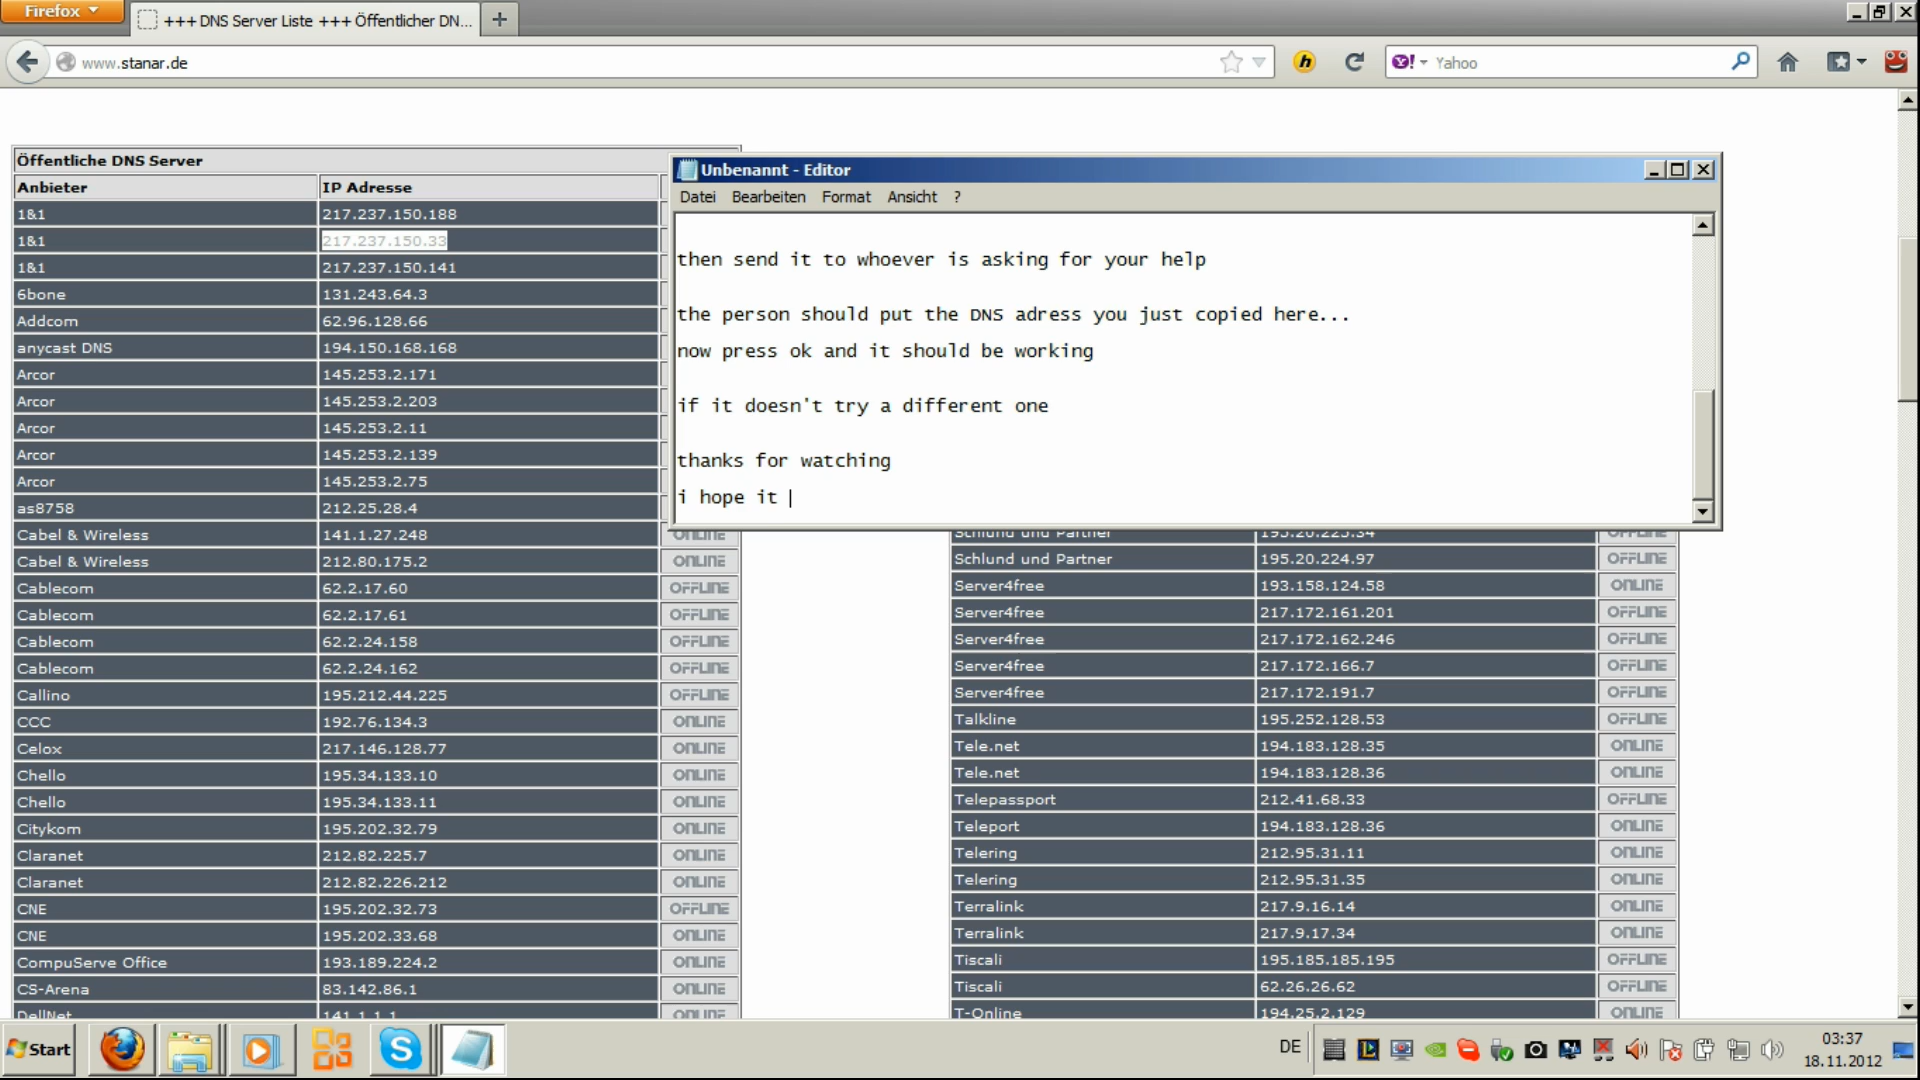 Firefox
+++ DNS Server Liste +++ Öffentlicher DN...
www.stanar.de
Yahoo
Öffentliche DNS Server
Anbieter IP Adresse
1&1 217.237.150.188
1&1 217.237.150.33
1&1 217.237.150.141
6bone 131.243.64.3
Addcom 62.96.128.66
anycast DNS 194.150.168.168
Arcor 145.253.2.171
Arcor 145.253.2.203
Arcor 145.253.2.11
Arcor 145.253.2.139
Arcor 145.253.2.75
as8758 212.25.28.4
Cabel & Wireless 141.1.27.248 ONLINE
Cabel & Wireless 212.80.175.2 ONLINE
Cablecom 62.2.17.60 OFFLINE
Cablecom 62.2.17.61 OFFLINE
Cablecom 62.2.24.158 OFFLINE
Cablecom 62.2.24.162 OFFLINE
Callino 195.212.44.225 OFFLINE
CCC 192.76.134.3 ONLINE
Celox 217.146.128.77 ONLINE
Chello 195.34.133.10 ONLINE
Chello 195.34.133.11 ONLINE
Citykom 195.202.32.79 ONLINE
Claranet 212.82.225.7 ONLINE
Claranet 212.82.226.212 ONLINE
CNE 195.202.32.73 OFFLINE
CNE 195.202.33.68 ONLINE
CompuServe Office 193.189.224.2 ONLINE
CS-Arena 83.142.86.1 ONLINE
DellNet 141.1.1.1 ONLINE
Unbenannt - Editor
Datei Bearbeiten Format Ansicht ?
then send it to whoever is asking for your help
the person should put the DNS adress you just copied here...
now press ok and it should be working
if it doesn't try a different one
thanks for watching
i hope it
Schlund und Partner 195.20.225.34 OFFLINE
Schlund und Partner 195.20.224.97 OFFLINE
Server4free 193.158.124.58 ONLINE
Server4free 217.172.161.201 OFFLINE
Server4free 217.172.162.246 OFFLINE
Server4free 217.172.166.7 OFFLINE
Server4free 217.172.191.7 OFFLINE
Talkline 195.252.128.53 OFFLINE
Tele.net 194.183.128.35 ONLINE
Tele.net 194.183.128.36 ONLINE
Telepassport 212.41.68.33 OFFLINE
Teleport 194.183.128.36 ONLINE
Telering 212.95.31.11 ONLINE
Telering 212.95.31.35 ONLINE
Terralink 217.9.16.14 ONLINE
Terralink 217.9.17.34 ONLINE
Tiscali 195.185.185.195 OFFLINE
Tiscali 62.26.26.62 OFFLINE
T-Online 194.25.2.129 ONLINE
Start
DE
03:37
18.11.2012